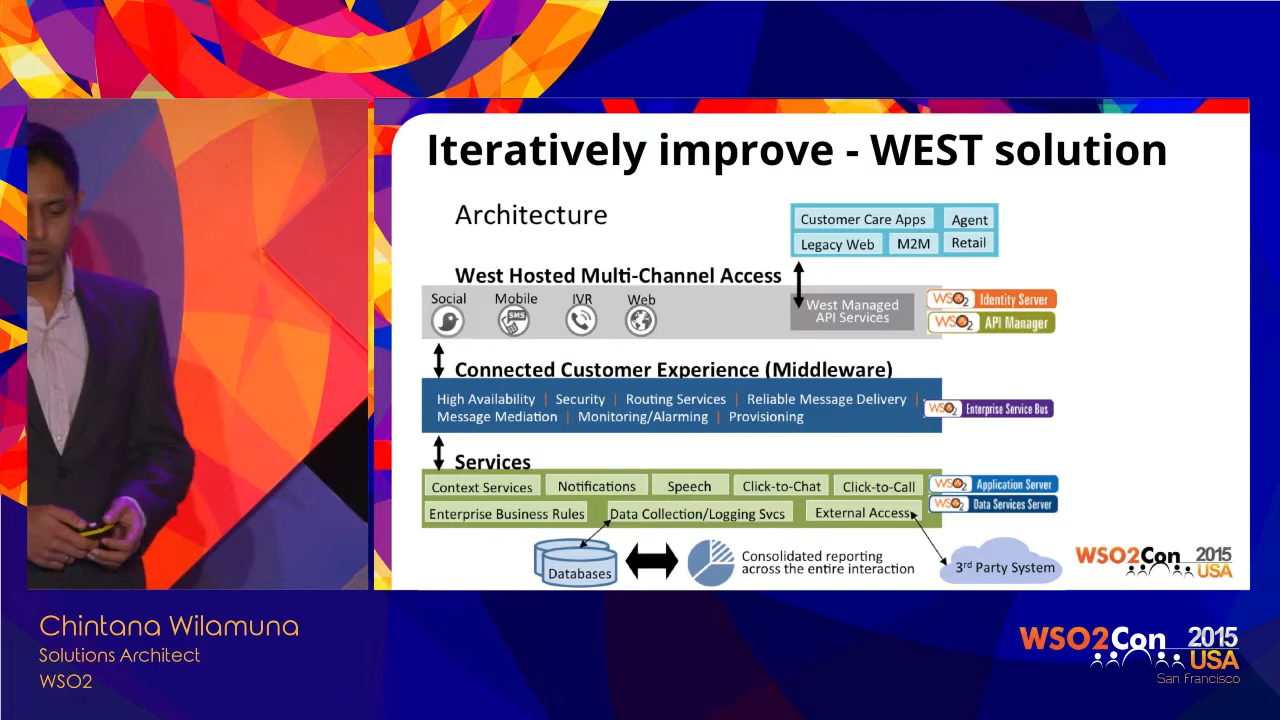 Iteratively improve - WEST solution
Architecture
Customer Care Apps
Agent
Legacy Web
M2M
Retail
West Hosted Multi-Channel Access
Social
Mobile
IVR
Web
SMS
West Managed
API Services
WSO2 Identity Server
WSO2 API Manager
Connected Customer Experience (Middleware)
High Availability | Security | Routing Services | Reliable Message Delivery |
Message Mediation | Monitoring/Alarming | Provisioning
WSO2 Enterprise Service Bus
Services
Context Services
Notifications
Speech
Click-to-Chat
Click-to-Call
WSO2 Application Server
Enterprise Business Rules
Data Collection/Logging Svcs
External Access
WSO2 Data Services Server
Databases
Consolidated reporting
across the entire interaction
3rd Party System
WSO2Con 2015
USA
Chintana Wilamuna
Solutions Architect
WSO2
WSO2Con 2015
USA
San Francisco